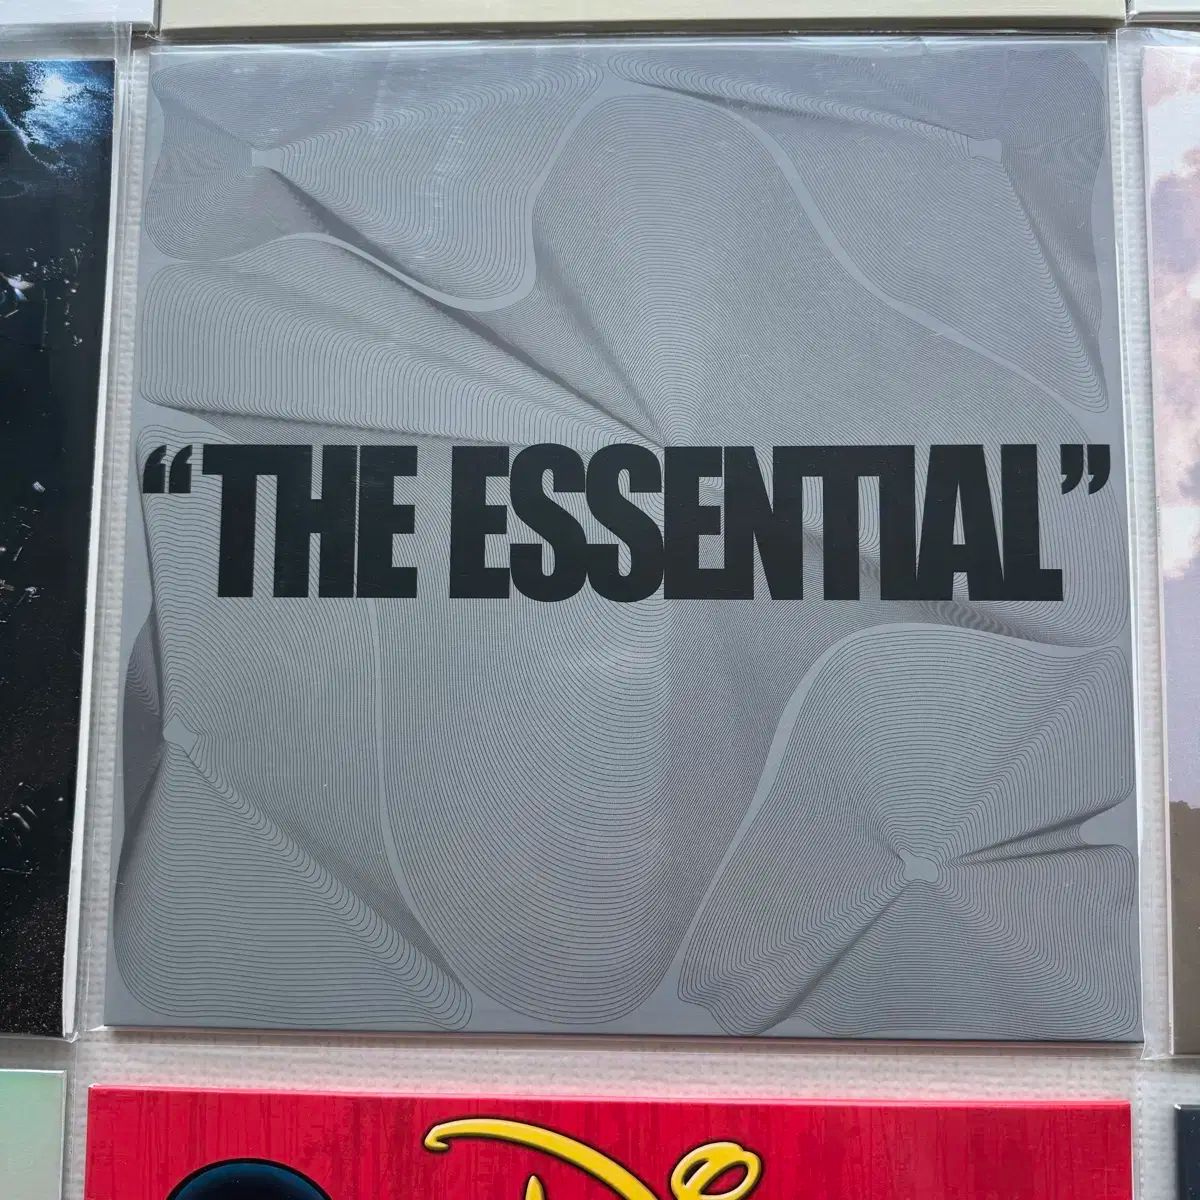 “THE ESSENTIAL”